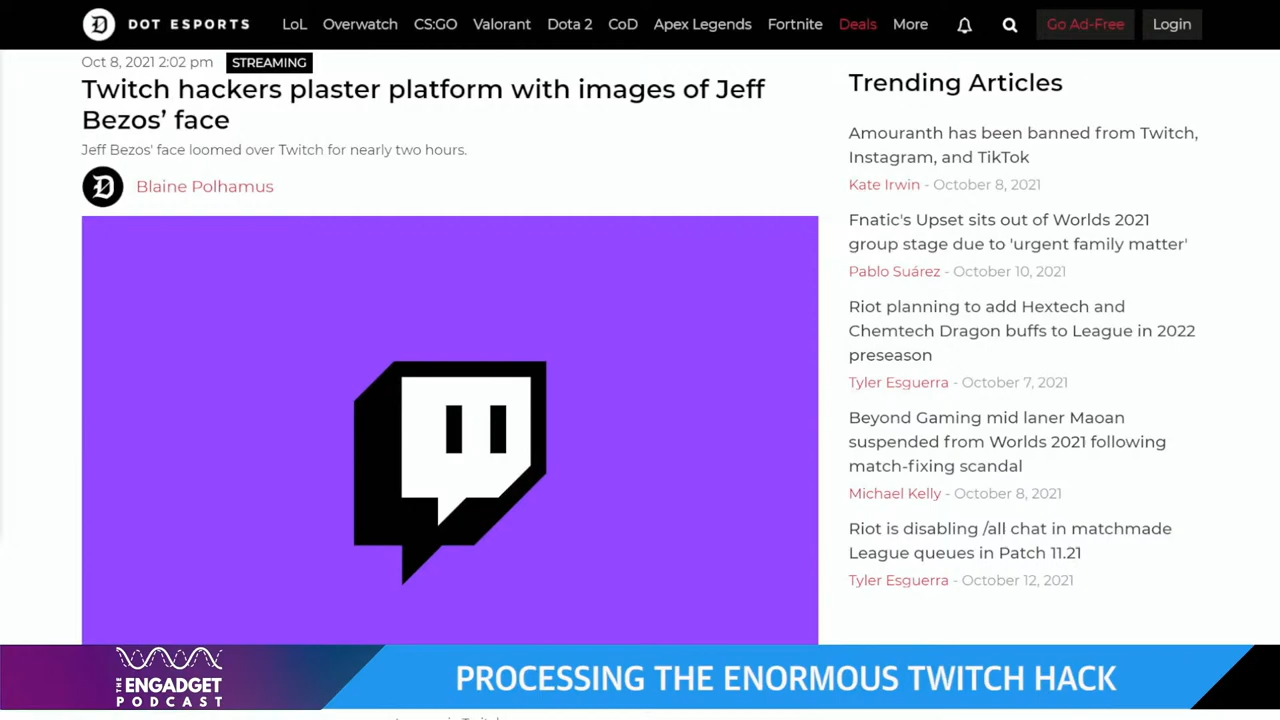 DOT ESPORTS
LoL Overwatch CS:GO Valorant Dota 2 CoD Apex Legends Fortnite Deals More Go Ad-Free Login
Oct 8, 2021 2:02 pm STREAMING
Twitch hackers plaster platform with images of Jeff
Bezos’ face
Jeff Bezos' face loomed over Twitch for nearly two hours.
Blaine Polhamus
Trending Articles
Amouranth has been banned from Twitch,
Instagram, and TikTok
Kate Irwin - October 8, 2021
Fnatic's Upset sits out of Worlds 2021
group stage due to 'urgent family matter'
Pablo Suárez - October 10, 2021
Riot planning to add Hextech and
Chemtech Dragon buffs to League in 2022
preseason
Tyler Esguerra - October 7, 2021
Beyond Gaming mid laner Maoan
suspended from Worlds 2021 following
match-fixing scandal
Michael Kelly - October 8, 2021
Riot is disabling /all chat in matchmade
League queues in Patch 11.21
Tyler Esguerra - October 12, 2021
THE ENGADGET
PODCAST
PROCESSING THE ENORMOUS TWITCH HACK